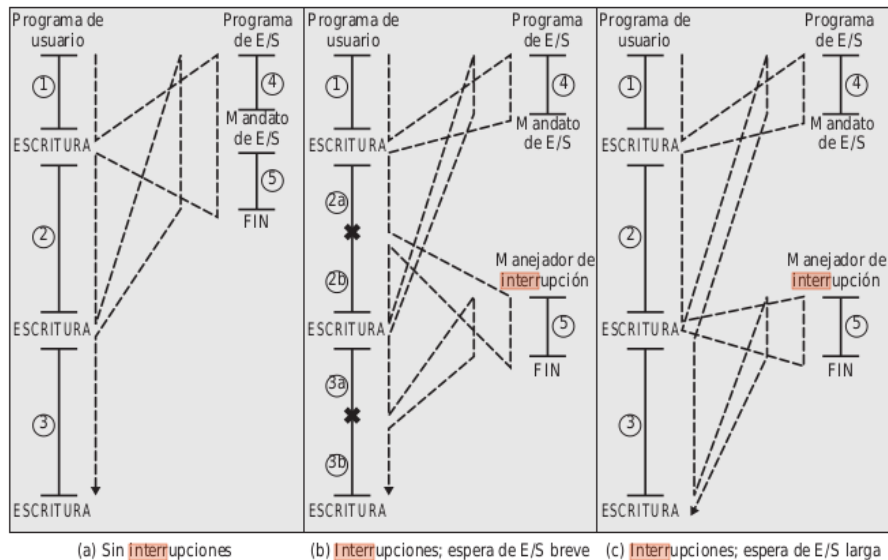 Programa de
usuario
Programa
de E/S
1
4
ESCRITURA
Mandato
de E/S
5
2
FIN
ESCRITURA
3
ESCRITURA
(a) Sin interrupciones
Programa de
usuario
Programa
de E/S
1
4
ESCRITURA
Mandato
de E/S
2a
2b
Manejador de
interrupción
5
ESCRITURA
FIN
3a
3b
ESCRITURA
(b) Interrupciones; espera de E/S breve
Programa de
usuario
Programa
de E/S
1
4
ESCRITURA
Mandato
de E/S
2
Manejador de
interrupción
5
ESCRITURA
FIN
3
ESCRITURA
(c) Interrupciones; espera de E/S larga